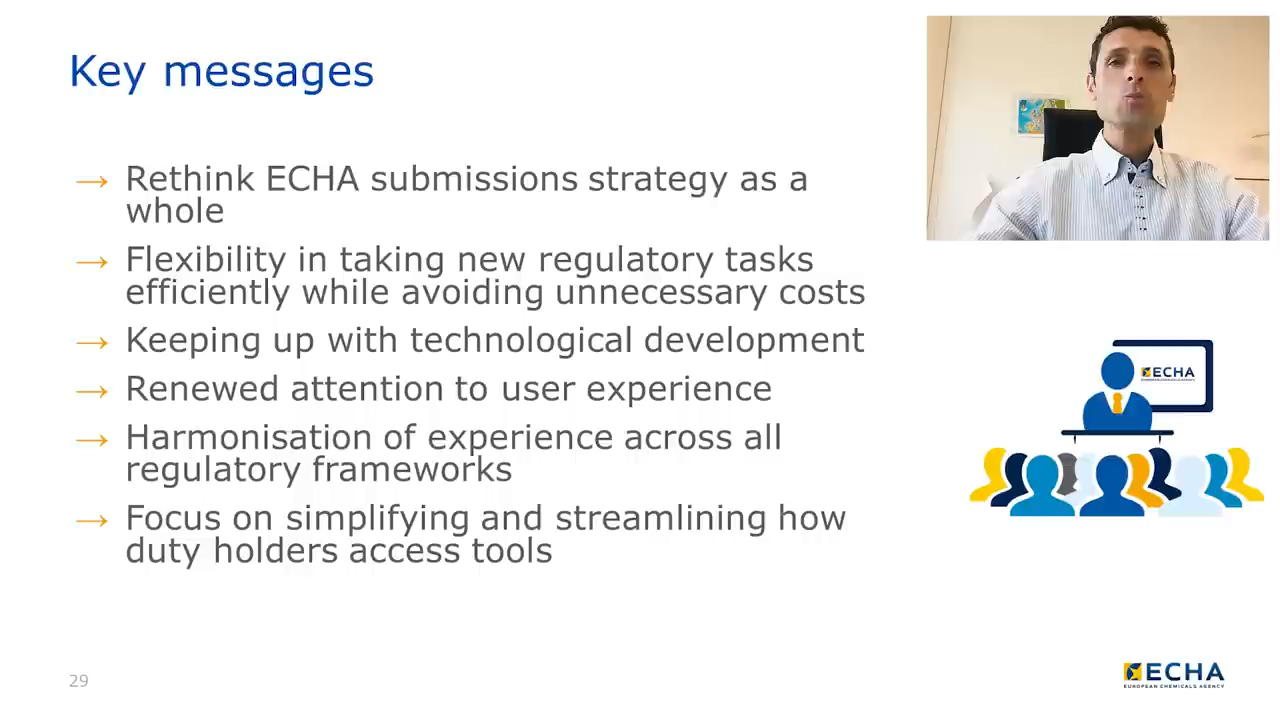 Key messages
→ Rethink ECHA submissions strategy as a
whole
→ Flexibility in taking new regulatory tasks
efficiently while avoiding unnecessary costs
→ Keeping up with technological development
→ Renewed attention to user experience
→ Harmonisation of experience across all
regulatory frameworks
→ Focus on simplifying and streamlining how
duty holders access tools
ECHA
29
ECHA
EUROPEAN CHEMICALS AGENCY